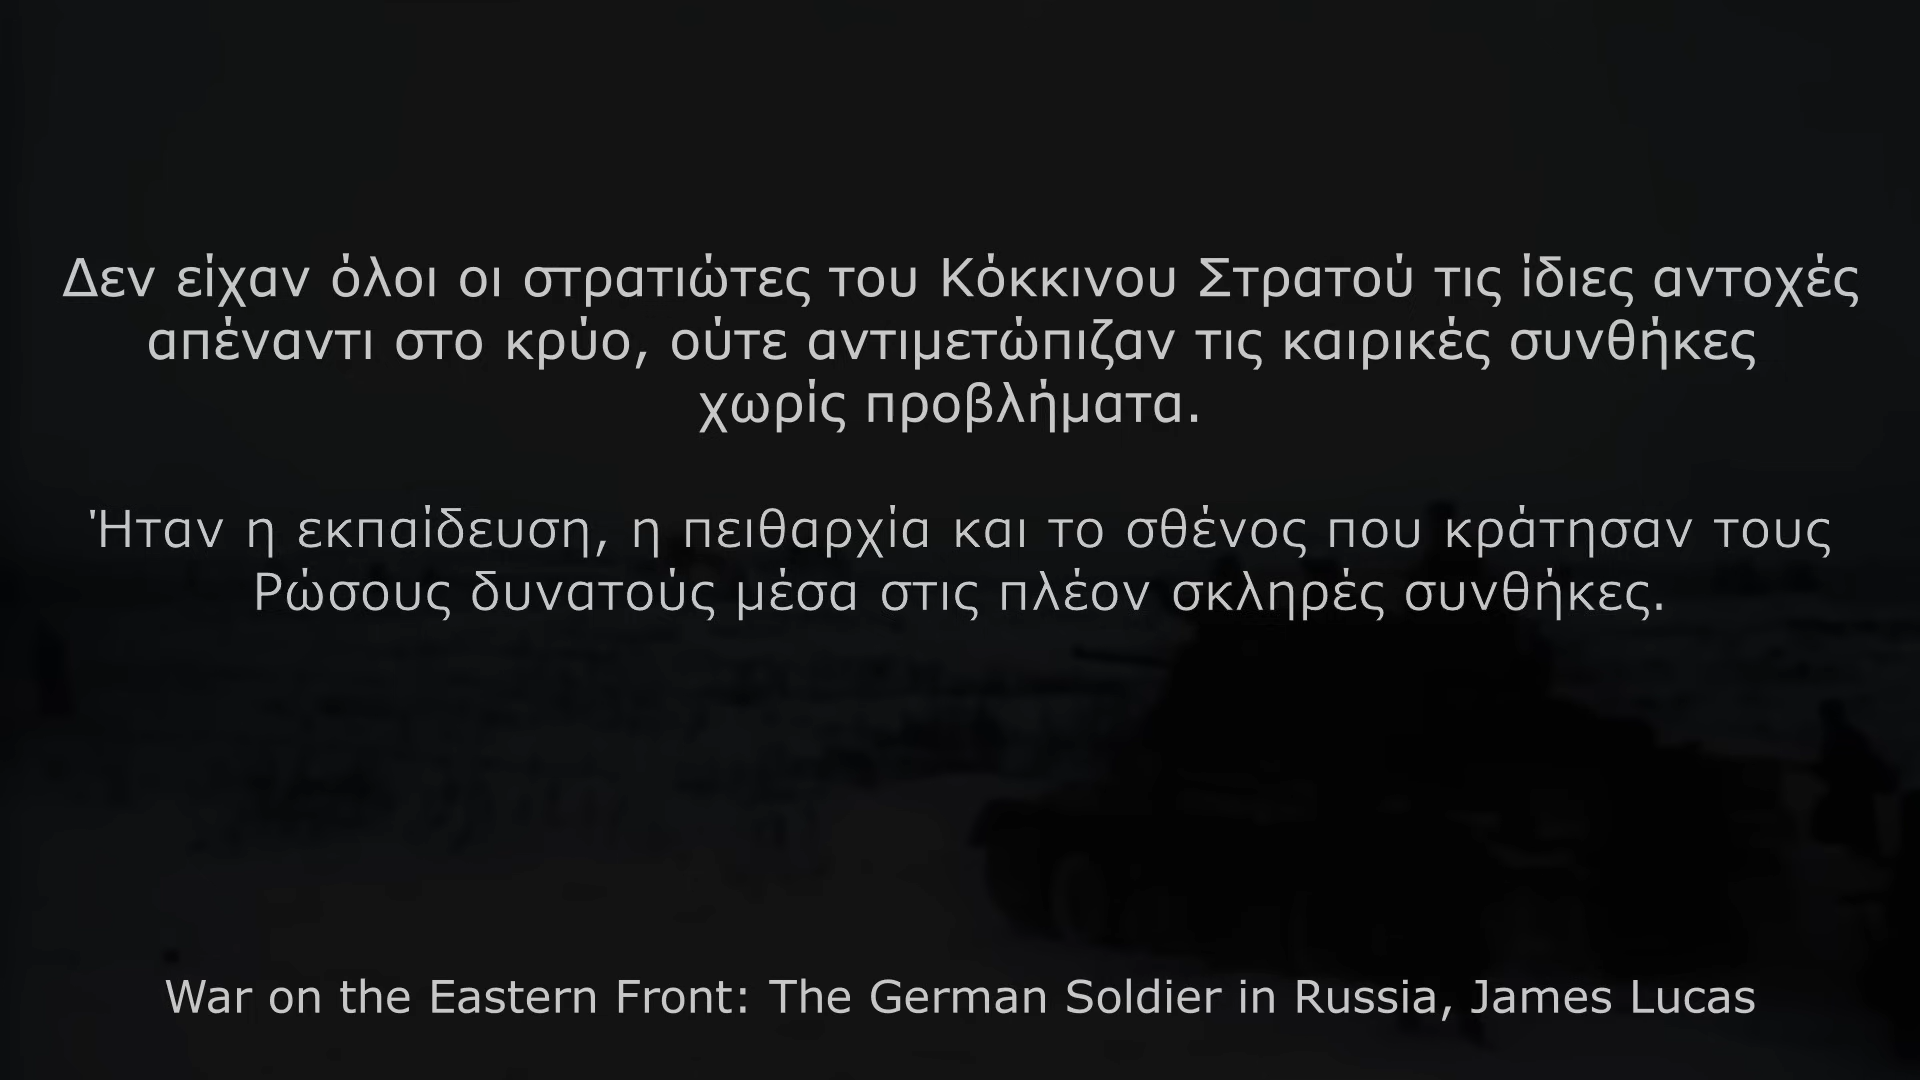 Δεν είχαν όλοι οι στρατιώτες του Κόκκινου Στρατού τις ίδιες αντοχές
απέναντι στο κρύο, ούτε αντιμετώπιζαν τις καιρικές συνθήκες
χωρίς προβλήματα.
Ήταν η εκπαίδευση, η πειθαρχία και το σθένος που κράτησαν τους
Ρώσους δυνατούς μέσα στις πλέον σκληρές συνθήκες.
War on the Eastern Front: The German Soldier in Russia, James Lucas